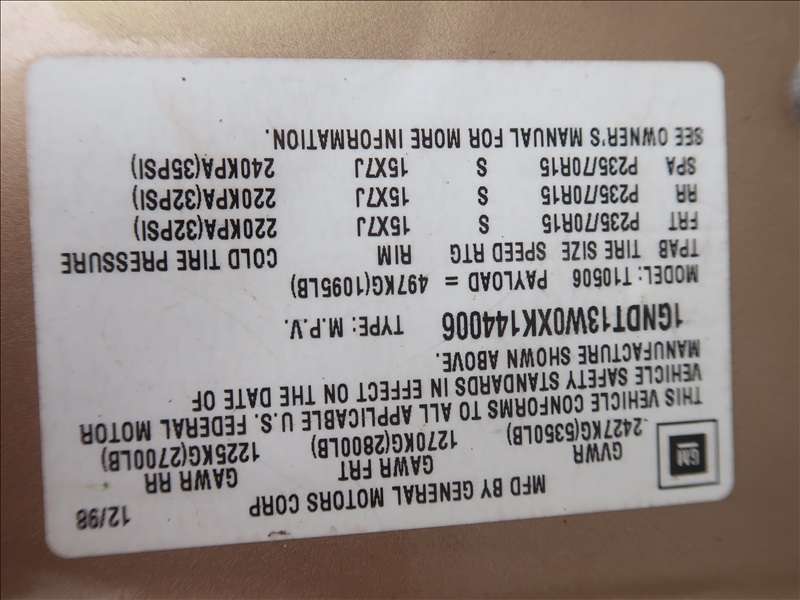 MFD BY GENERAL MOTORS CORP 12/98
GM
GVWR GAWR FRT GAWR RR
2427KG(5350LB) 1270KG(2800LB) 1225KG(2700LB)
THIS VEHICLE CONFORMS TO ALL APPLICABLE U.S. FEDERAL MOTOR
VEHICLE SAFETY STANDARDS IN EFFECT ON THE DATE OF
MANUFACTURE SHOWN ABOVE.
1GNDT13W0XK144006 TYPE: M.P.V.
MODEL: T10506 PAYLOAD = 497KG(1095LB)
TPAB TIRE SIZE SPEED RTG RIM COLD TIRE PRESSURE
FRT P235/70R15 S 15X7J 220KPA(32PSI)
RR P235/70R15 S 15X7J 220KPA(32PSI)
SPA P235/70R15 S 15X7J 240KPA(35PSI)
SEE OWNER'S MANUAL FOR MORE INFORMATION.